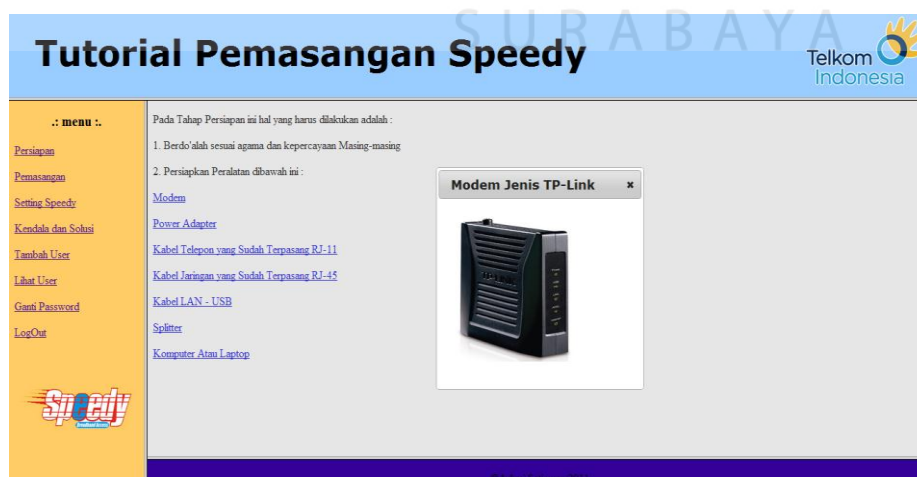 SURABAYA
Tutorial Pemasangan Speedy
Telkom
Indonesia
.: menu :.
Persiapan
Pemasangan
Setting Speedy
Kendala dan Solusi
Tambah User
Lihat User
Ganti Password
LogOut
Speedy
Pada Tahap Persiapan ini hal yang harus dilakukan adalah :
1. Berdo'alah sesuai agama dan kepercayaan Masing-masing
2. Persiapkan Peralatan dibawah ini :
Modem
Power Adapter
Kabel Telepon yang Sudah Terpasang RJ-11
Kabel Jaringan yang Sudah Terpasang RJ-45
Kabel LAN - USB
Splitter
Komputer Atau Laptop
Modem Jenis TP-Link ×
TP-LINK